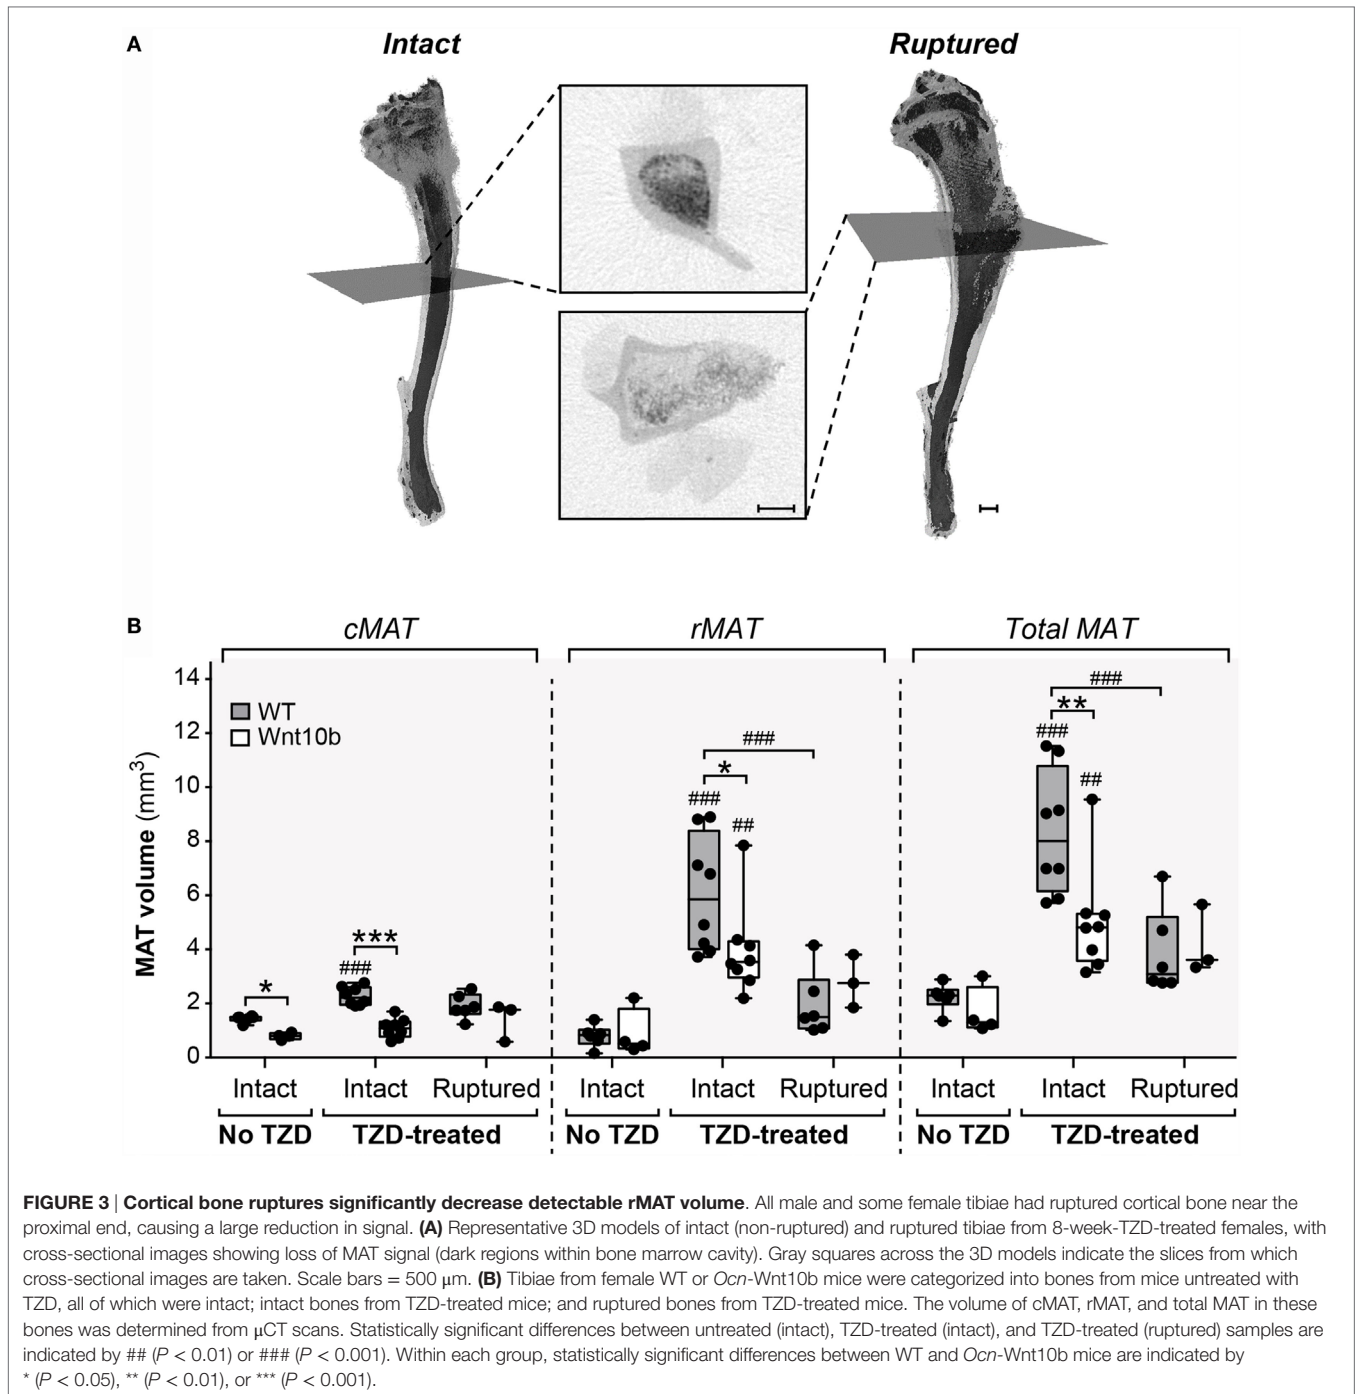 A
Intact
Ruptured
B
cMAT
rMAT
Total MAT
MAT volume (mm³)
14
12
10
8
6
4
2
0
WT
Wnt10b
*
***
###
###
*
###
##
###
**
###
##
Intact
Intact
Ruptured
Intact
Intact
Ruptured
Intact
Intact
Ruptured
No TZD
TZD-treated
No TZD
TZD-treated
No TZD
TZD-treated
FIGURE 3 | Cortical bone ruptures significantly decrease detectable rMAT volume. All male and some female tibiae had ruptured cortical bone near the
proximal end, causing a large reduction in signal. (A) Representative 3D models of intact (non-ruptured) and ruptured tibiae from 8-week-TZD-treated females, with
cross-sectional images showing loss of MAT signal (dark regions within bone marrow cavity). Gray squares across the 3D models indicate the slices from which
cross-sectional images are taken. Scale bars = 500 μm. (B) Tibiae from female WT or Ocn-Wnt10b mice were categorized into bones from mice untreated with
TZD, all of which were intact; intact bones from TZD-treated mice; and ruptured bones from TZD-treated mice. The volume of cMAT, rMAT, and total MAT in these
bones was determined from μCT scans. Statistically significant differences between untreated (intact), TZD-treated (intact), and TZD-treated (ruptured) samples are
indicated by ## (P < 0.01) or ### (P < 0.001). Within each group, statistically significant differences between WT and Ocn-Wnt10b mice are indicated by
* (P < 0.05), ** (P < 0.01), or *** (P < 0.001).